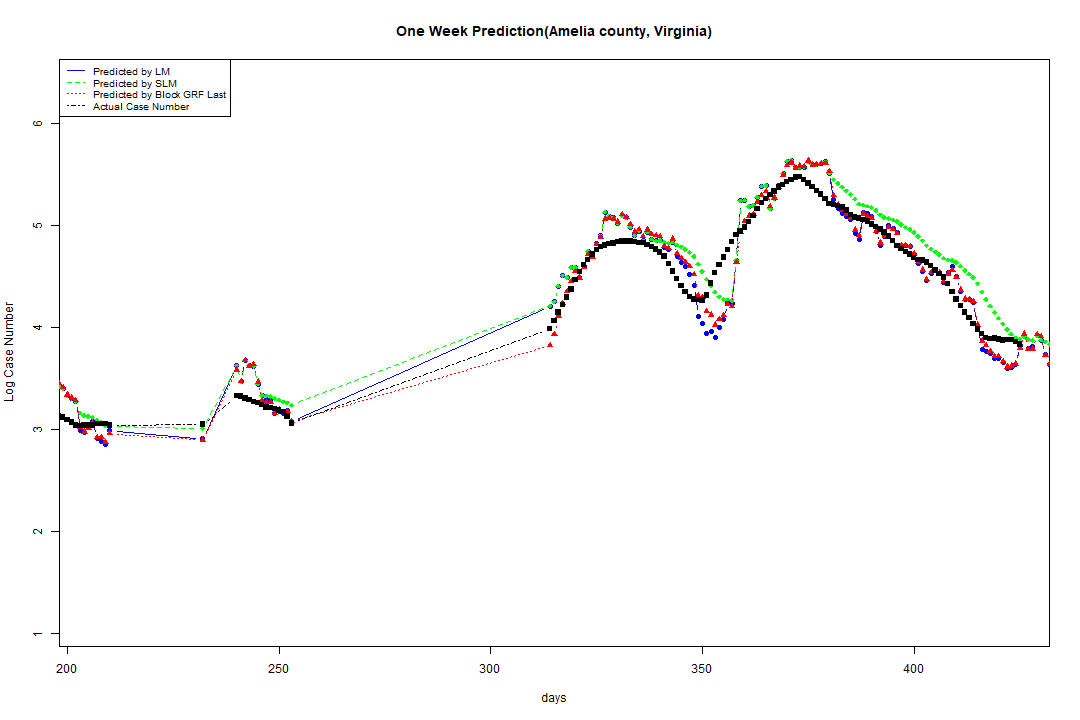 One Week Prediction(Amelia county, Virginia)
Predicted by LM
Predicted by SLM
Predicted by Block GRF Last
Actual Case Number
6
5
4
3
2
1
Log Case Number
200 250 300 350 400
days